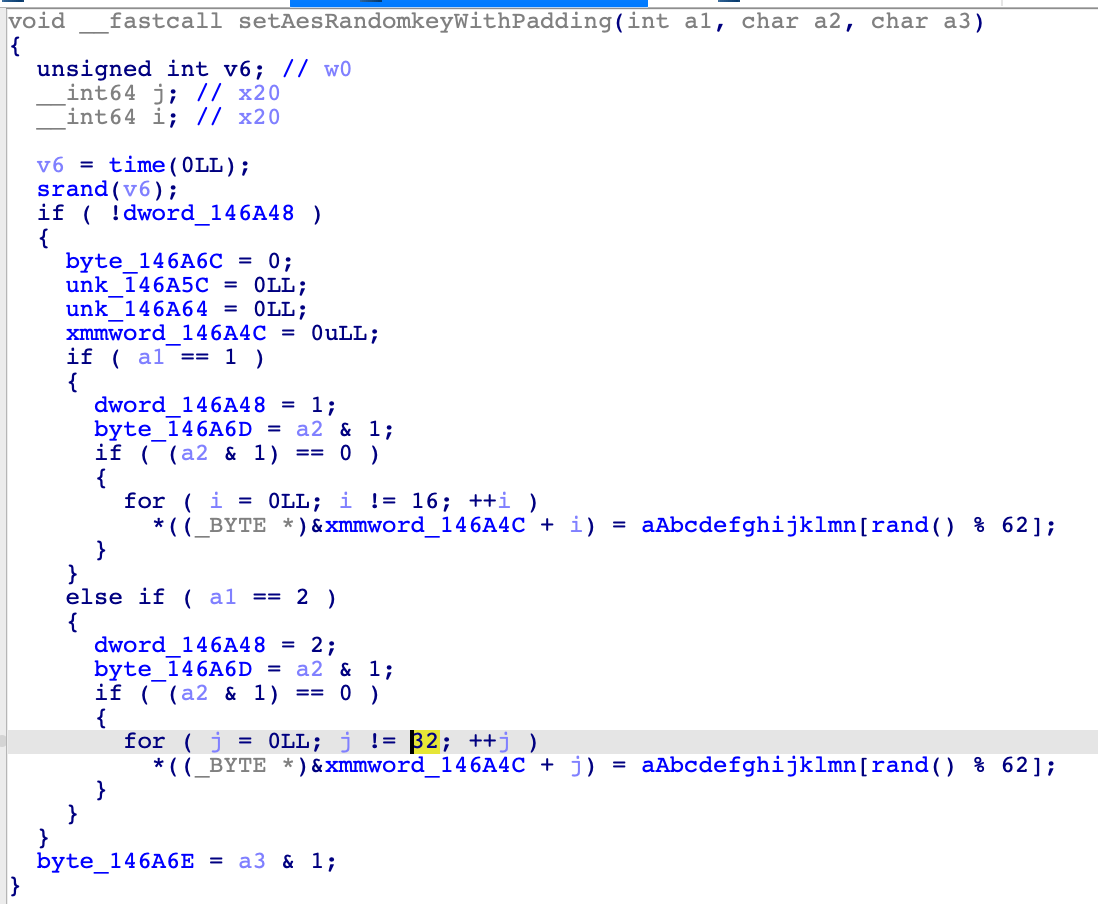 void __fastcall setAesRandomkeyWithPadding(int a1, char a2, char a3)
{
  unsigned int v6; // w0
  __int64 j; // x20
  __int64 i; // x20

  v6 = time(0LL);
  srand(v6);
  if ( !dword_146A48 )
  {
    byte_146A6C = 0;
    unk_146A5C = 0LL;
    unk_146A64 = 0LL;
    xmmword_146A4C = 0uLL;
    if ( a1 == 1 )
    {
      dword_146A48 = 1;
      byte_146A6D = a2 & 1;
      if ( (a2 & 1) == 0 )
      {
        for ( i = 0LL; i != 16; ++i )
          *((_BYTE *)&xmmword_146A4C + i) = aAbcdefghijklmn[rand() % 62];
      }
    }
    else if ( a1 == 2 )
    {
      dword_146A48 = 2;
      byte_146A6D = a2 & 1;
      if ( (a2 & 1) == 0 )
      {
        for ( j = 0LL; j != 32; ++j )
          *((_BYTE *)&xmmword_146A4C + j) = aAbcdefghijklmn[rand() % 62];
      }
    }
  }
  byte_146A6E = a3 & 1;
}